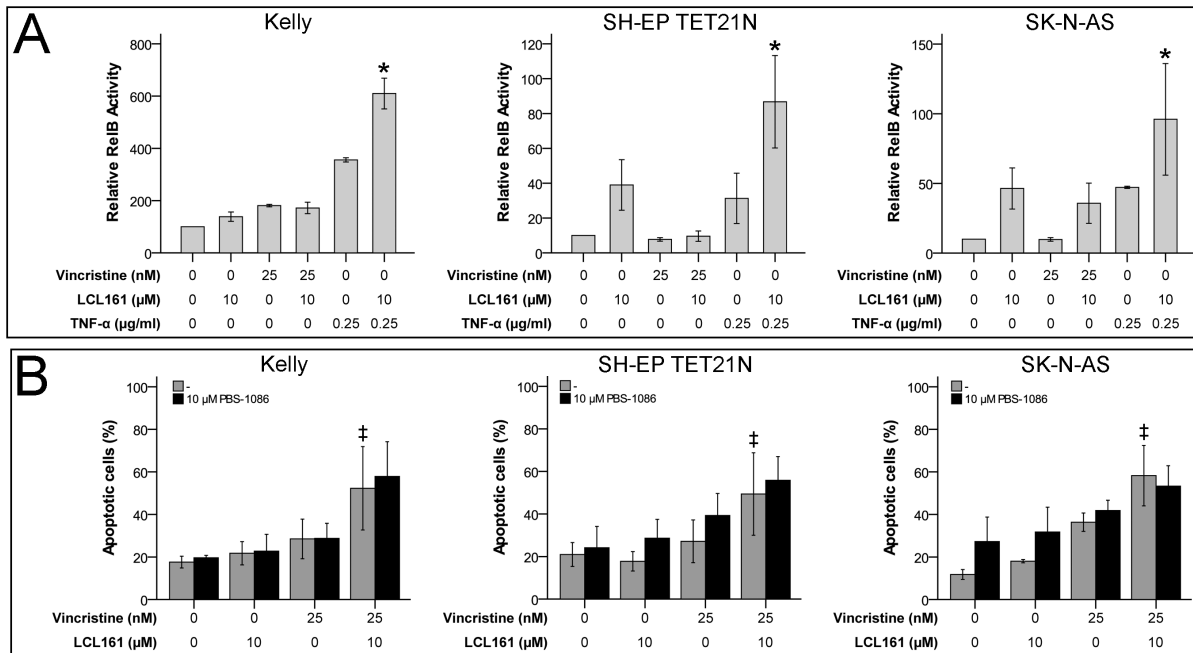 A
Kelly
SH-EP TET21N
SK-N-AS
Relative RelB Activity
800
600
400
200
0
*
Relative RelB Activity
120
100
80
60
40
20
0
*
Relative RelB Activity
150
100
50
0
*
Vincristine (nM) 0 0 25 25 0 0
LCL161 (µM) 0 10 0 10 0 10
TNF-α (µg/ml) 0 0 0 0 0.25 0.25
Vincristine (nM) 0 0 25 25 0 0
LCL161 (µM) 0 10 0 10 0 10
TNF-α (µg/ml) 0 0 0 0 0.25 0.25
Vincristine (nM) 0 0 25 25 0 0
LCL161 (µM) 0 10 0 10 0 10
TNF-α (µg/ml) 0 0 0 0 0.25 0.25
B
Kelly
SH-EP TET21N
SK-N-AS
Apoptotic cells (%)
100
80
60
40
20
0
-
10 µM PBS-1086
‡
Apoptotic cells (%)
100
80
60
40
20
0
-
10 µM PBS-1086
‡
Apoptotic cells (%)
100
80
60
40
20
0
-
10 µM PBS-1086
‡
Vincristine (nM) 0 0 25 25
LCL161 (µM) 0 10 0 10
Vincristine (nM) 0 0 25 25
LCL161 (µM) 0 10 0 10
Vincristine (nM) 0 0 25 25
LCL161 (µM) 0 10 0 10